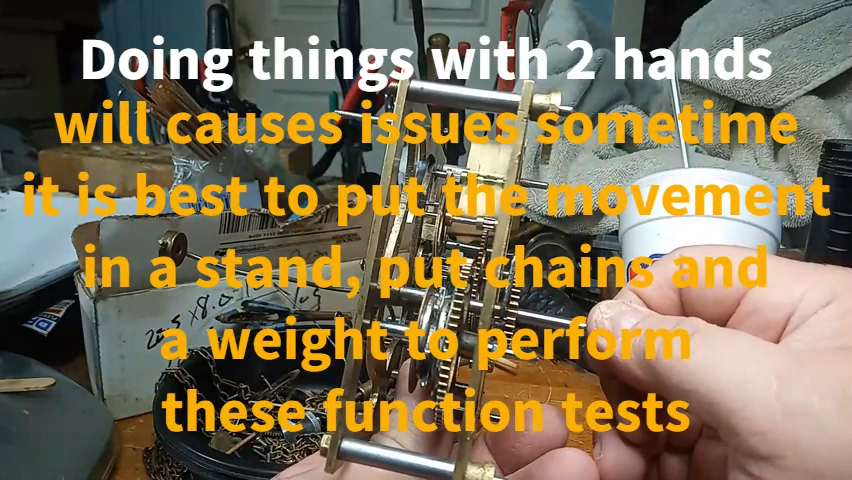 Doing things with 2 hands
will causes issues sometime
it is best to put the movement
in a stand, put chains and
a weight to perform
these function tests